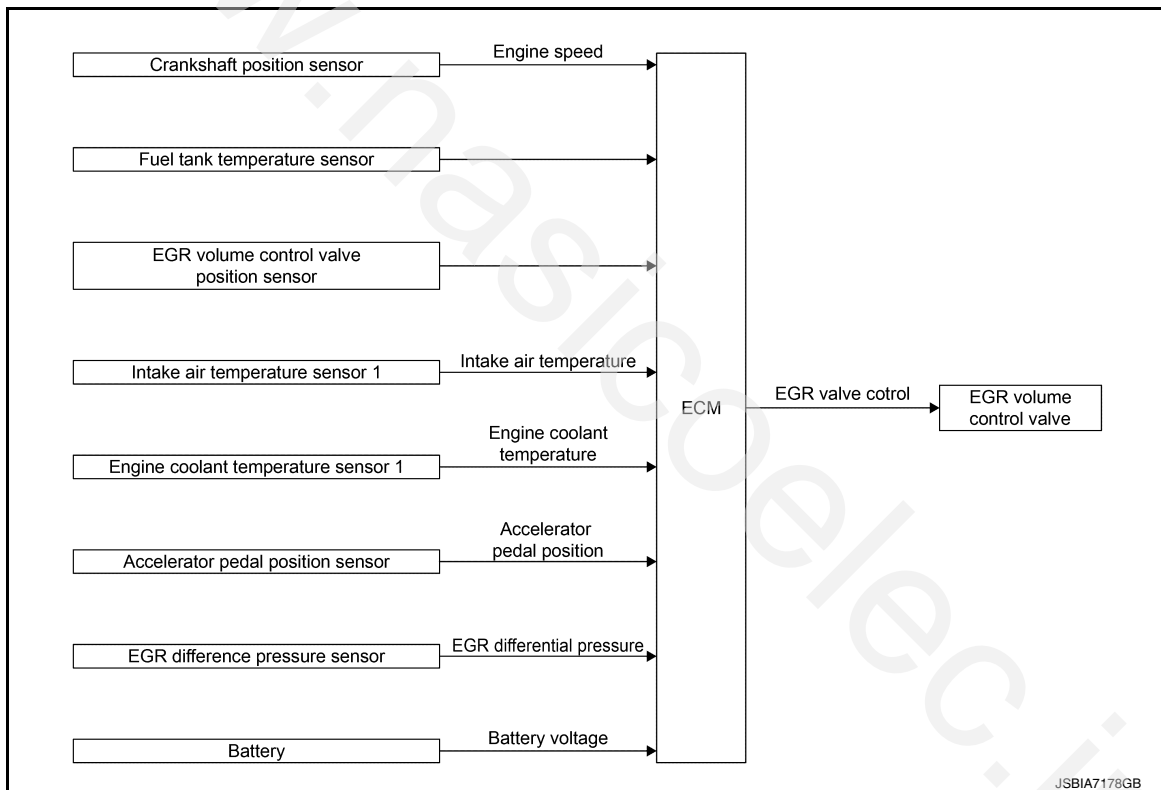 Crankshaft position sensor
Engine speed
Fuel tank temperature sensor
EGR volume control valve
position sensor
Intake air temperature sensor 1
Intake air temperature
Engine coolant temperature sensor 1
Engine coolant
temperature
Accelerator pedal position sensor
Accelerator
pedal position
EGR difference pressure sensor
EGR differential pressure
Battery
Battery voltage
ECM
EGR valve cotrol
EGR volume
control valve
JSBIA7178GB
w.nasicoelec.i